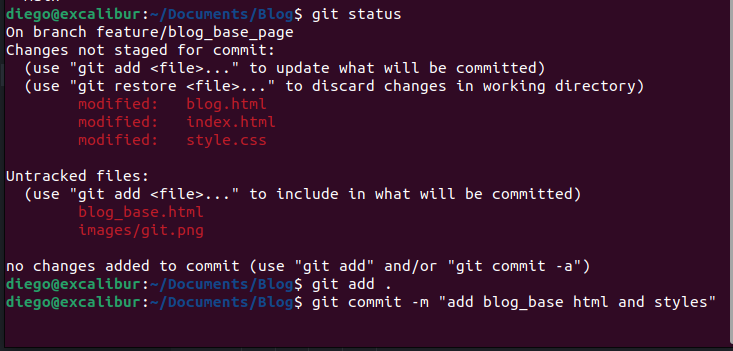 diego@excalibur:~/Documents/Blog$ git status
On branch feature/blog_base_page
Changes not staged for commit:
  (use "git add <file>..." to update what will be committed)
  (use "git restore <file>..." to discard changes in working directory)
        modified:   blog.html
        modified:   index.html
        modified:   style.css

Untracked files:
  (use "git add <file>..." to include in what will be committed)
        blog_base.html
        images/git.png

no changes added to commit (use "git add" and/or "git commit -a")
diego@excalibur:~/Documents/Blog$ git add .
diego@excalibur:~/Documents/Blog$ git commit -m "add blog_base html and styles"